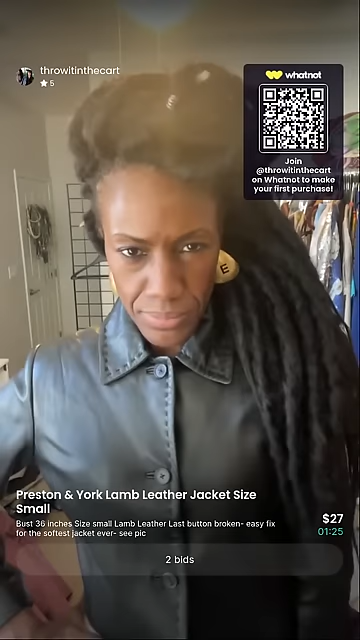 throwitinthecart
★ 5
whatnot
Join
@throwitinthecart
on Whatnot to make
your first purchase!
E
Preston & York Lamb Leather Jacket Size
Small
$27
Bust 36 inches Size small Lamb Leather Last button broken- easy fix
for the softest jacket ever- see pic
01:25
2 bids